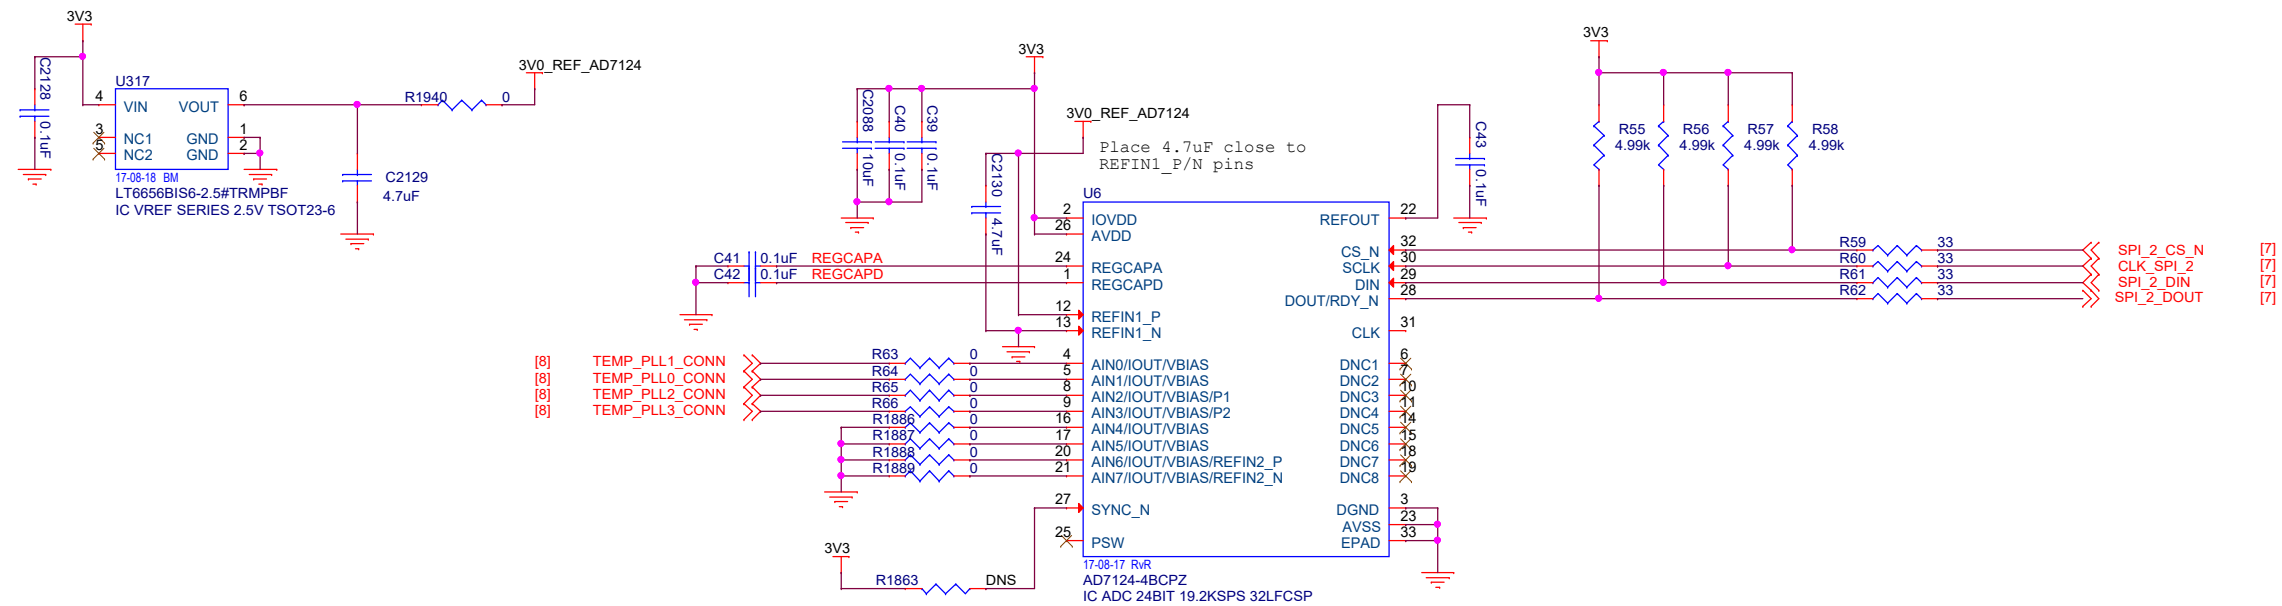 3V3
C2128
0.1uF
U317
4 VIN VOUT 6
3 NC1 GND 1
5 NC2 GND 2
17-08-18 BM
LT6656BIS6-2.5#TRMPBF
IC VREF SERIES 2.5V TSOT23-6
R1940 0
3V0_REF_AD7124
C2129
4.7uF
3V3
C2088
10uF
C40
0.1uF
C39
0.1uF
3V0_REF_AD7124
Place 4.7uF close to
REFIN1_P/N pins
C2130
4.7uF
C41 0.1uF REGCAPA
C42 0.1uF REGCAPD
[8] TEMP_PLL1_CONN R63 0
[8] TEMP_PLL0_CONN R64 0
[8] TEMP_PLL2_CONN R65 0
[8] TEMP_PLL3_CONN R66 0
R1886 0
R1887 0
R1888 0
R1889 0
3V3
R1863 DNS
U6
2 IOVDD
26 AVDD
24 REGCAPA
1 REGCAPD
12 REFIN1_P
13 REFIN1_N
4 AIN0/IOUT/VBIAS
5 AIN1/IOUT/VBIAS
8 AIN2/IOUT/VBIAS/P1
9 AIN3/IOUT/VBIAS/P2
16 AIN4/IOUT/VBIAS
17 AIN5/IOUT/VBIAS
20 AIN6/IOUT/VBIAS/REFIN2_P
21 AIN7/IOUT/VBIAS/REFIN2_N
27 SYNC_N
25 PSW
REFOUT 22
CS_N 32
SCLK 30
DIN 29
DOUT/RDY_N 28
CLK 31
DNC1 6
DNC2 7
DNC3 10
DNC4 11
DNC5 14
DNC6 15
DNC7 18
DNC8 19
DGND 3
AVSS 23
EPAD 33
17-08-17 RvR
AD7124-4BCPZ
IC ADC 24BIT 19.2KSPS 32LFCSP
C43
0.1uF
3V3
R55
4.99k
R56
4.99k
R57
4.99k
R58
4.99k
R59 33 SPI_2_CS_N [7]
R60 33 CLK_SPI_2 [7]
R61 33 SPI_2_DIN [7]
R62 33 SPI_2_DOUT [7]